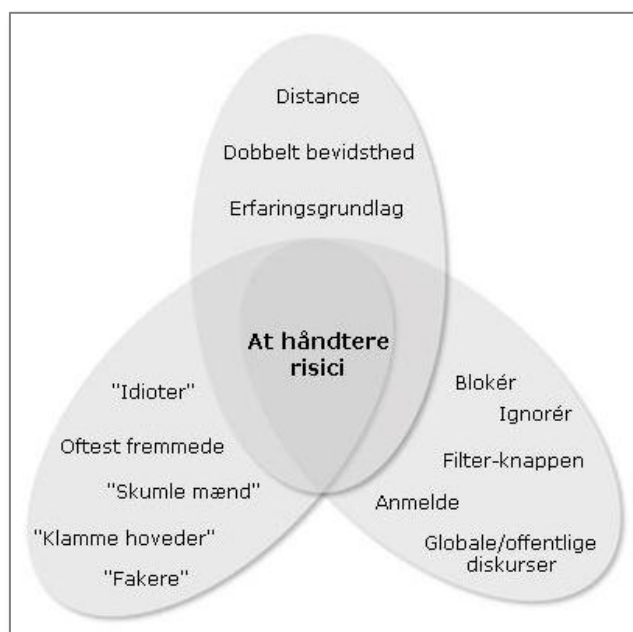 Distance
Dobbelt bevidsthed
Erfaringsgrundlag
At håndtere
risici
"Idioter"
Oftest fremmede
"Skumle mænd"
"Klamme hoveder"
"Fakere"
Blokér
Ignorér
Filter-knappen
Anmelde
Globale/offentlige
diskurser